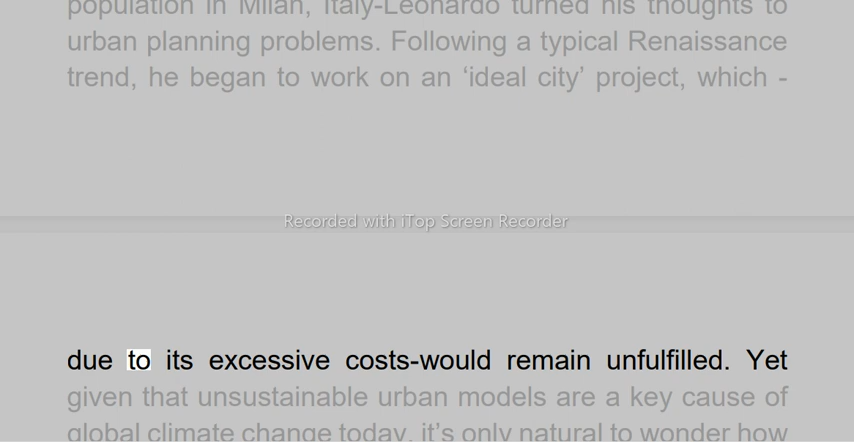 population in Milan, Italy-Leonardo turned his thoughts to
urban planning problems. Following a typical Renaissance
trend, he began to work on an ‘ideal city’ project, which -
Recorded with iTop Screen Recorder
due to its excessive costs-would remain unfulfilled. Yet
given that unsustainable urban models are a key cause of
global climate change today, it’s only natural to wonder how